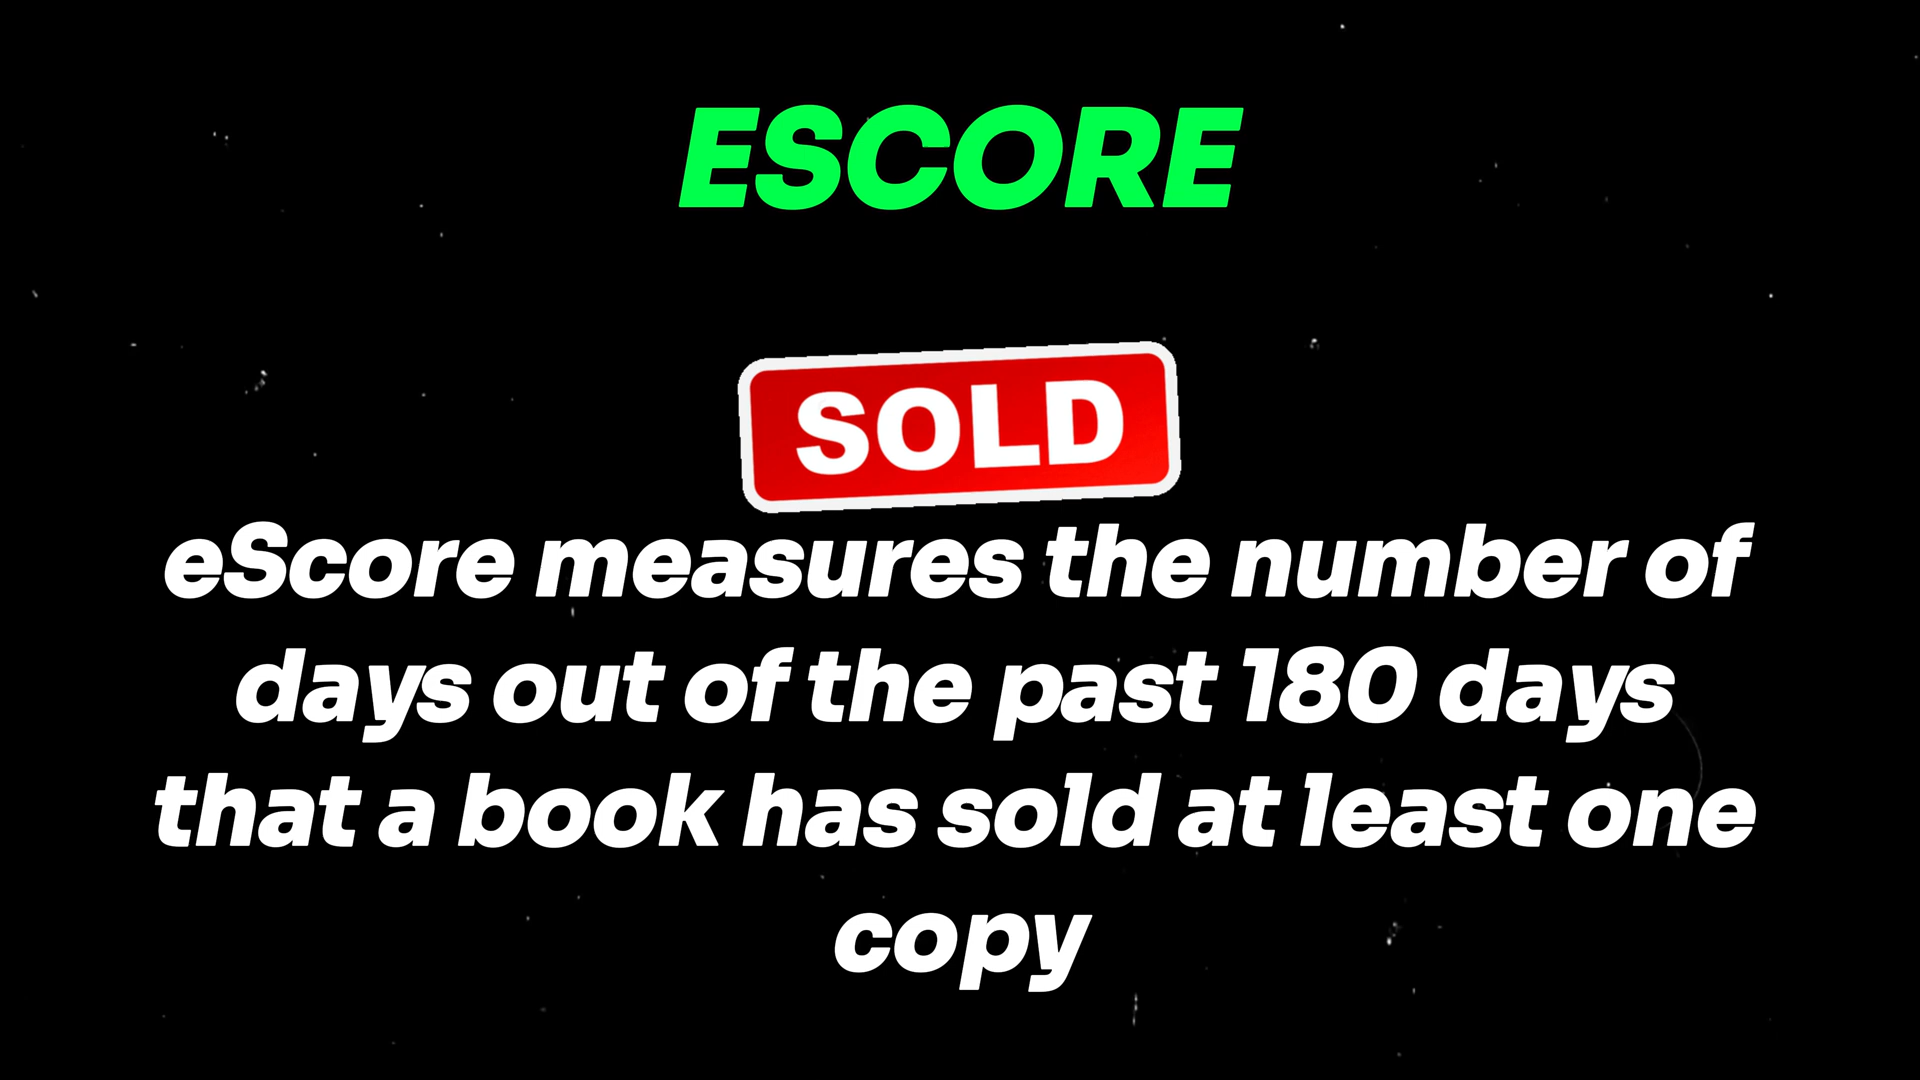 ESCORE
SOLD
eScore measures the number of
days out of the past 180 days
that a book has sold at least one
copy